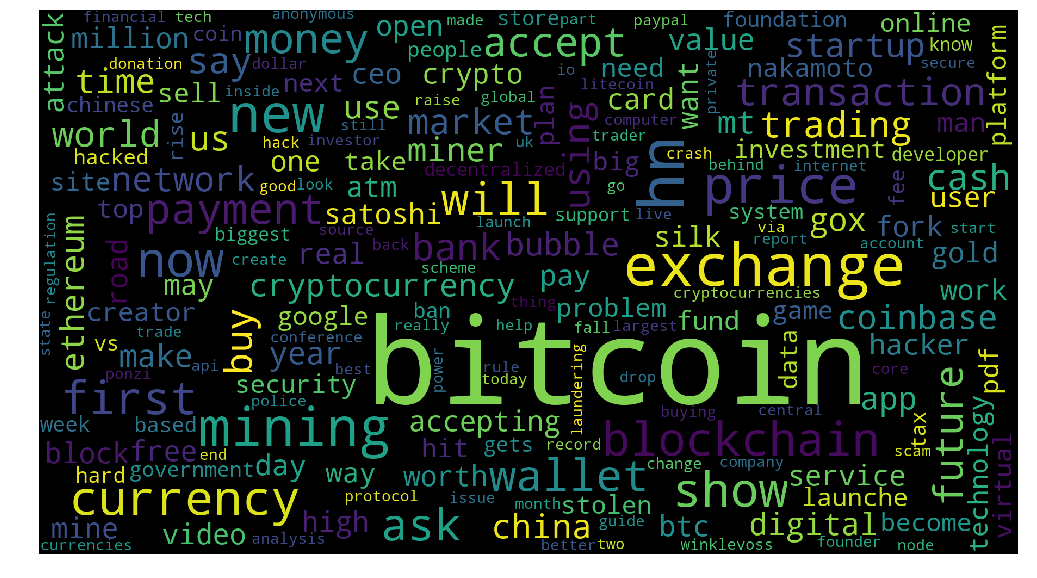 financial tech
anonymous
made
part
paypal
foundation
online
million
coin
money
open
store
people
accept
value
startup
know
attack
donation
say
dollar
time
inside
next
ceo
crypto
io
need
litecoin
want
private
nakamoto
secure
platform
chinese
sell
new
use
raise
global
plan
card
computer
transaction
world
rise
us
still
market
using
trader
hn
mt
trading
man
hacked
hack
investor
uk
miner
big
crash
behind
investment
internet
developer
one
take
good
look
decentralized
go
site
network
atm
price
fee
cash
user
top
payment
satoshi
will
support
live
system
via
gox
fork
start
biggest
source
launch
silk
report
account
state
regulation
ethereum
road
now
create
real
back
bank
bubble
exchange
gold
scheme
may
cryptocurrency
pay
problem
cryptocurrencies
work
thing
creator
google
ban
really
help
fall
largest
fund
game
coinbase
vs
trade
buy
conference
bitcoin
data
make
api
year
power
best
rule
today
drop
hacker
ponzi
security
laundering
core
first
police
buying
central
app
future
pdf
week
based
mining
accepting
hit
gets
record
blockchain
tax
scam
technology
virtual
block
free
end
hard
government
day
way
worth
wallet
change
company
service
currency
protocol
issue
month
stolen
show
launche
mine
video
high
ask
china
guide
btc
digital
become
currencies
analysis
better
two
winklevoss
founder
node